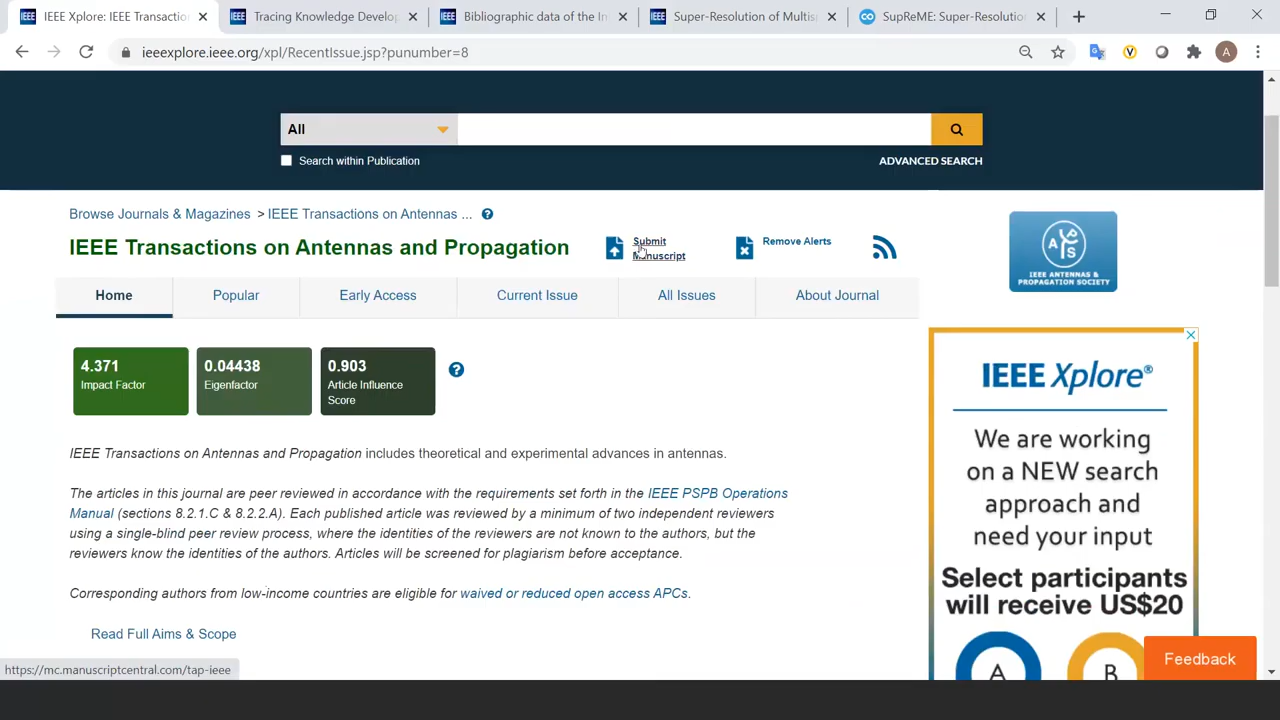 IEEE Xplore: IEEE Transactio
Tracing Knowledge Develop
Bibliographic data of the In
Super-Resolution of Multis
SupReME: Super-Resolution
ieeexplore.ieee.org/xpl/RecentIssue.jsp?punumber=8
A
All
Search within Publication
ADVANCED SEARCH
Browse Journals & Magazines > IEEE Transactions on Antennas ...
IEEE Transactions on Antennas and Propagation
Submit
Manuscript
Remove Alerts
IEEE ANTENNAS &
PROPAGATION SOCIETY
Home
Popular
Early Access
Current Issue
All Issues
About Journal
4.371
Impact Factor
0.04438
Eigenfactor
0.903
Article Influence
Score
IEEE Transactions on Antennas and Propagation includes theoretical and experimental advances in antennas.
The articles in this journal are peer reviewed in accordance with the requirements set forth in the IEEE PSPB Operations
Manual (sections 8.2.1.C & 8.2.2.A). Each published article was reviewed by a minimum of two independent reviewers
using a single-blind peer review process, where the identities of the reviewers are not known to the authors, but the
reviewers know the identities of the authors. Articles will be screened for plagiarism before acceptance.
Corresponding authors from low-income countries are eligible for waived or reduced open access APCs.
Read Full Aims & Scope
IEEE Xplore®
We are working
on a NEW search
approach and
need your input
Select participants
will receive US$20
A
B
Feedback
https://mc.manuscriptcentral.com/tap-ieee